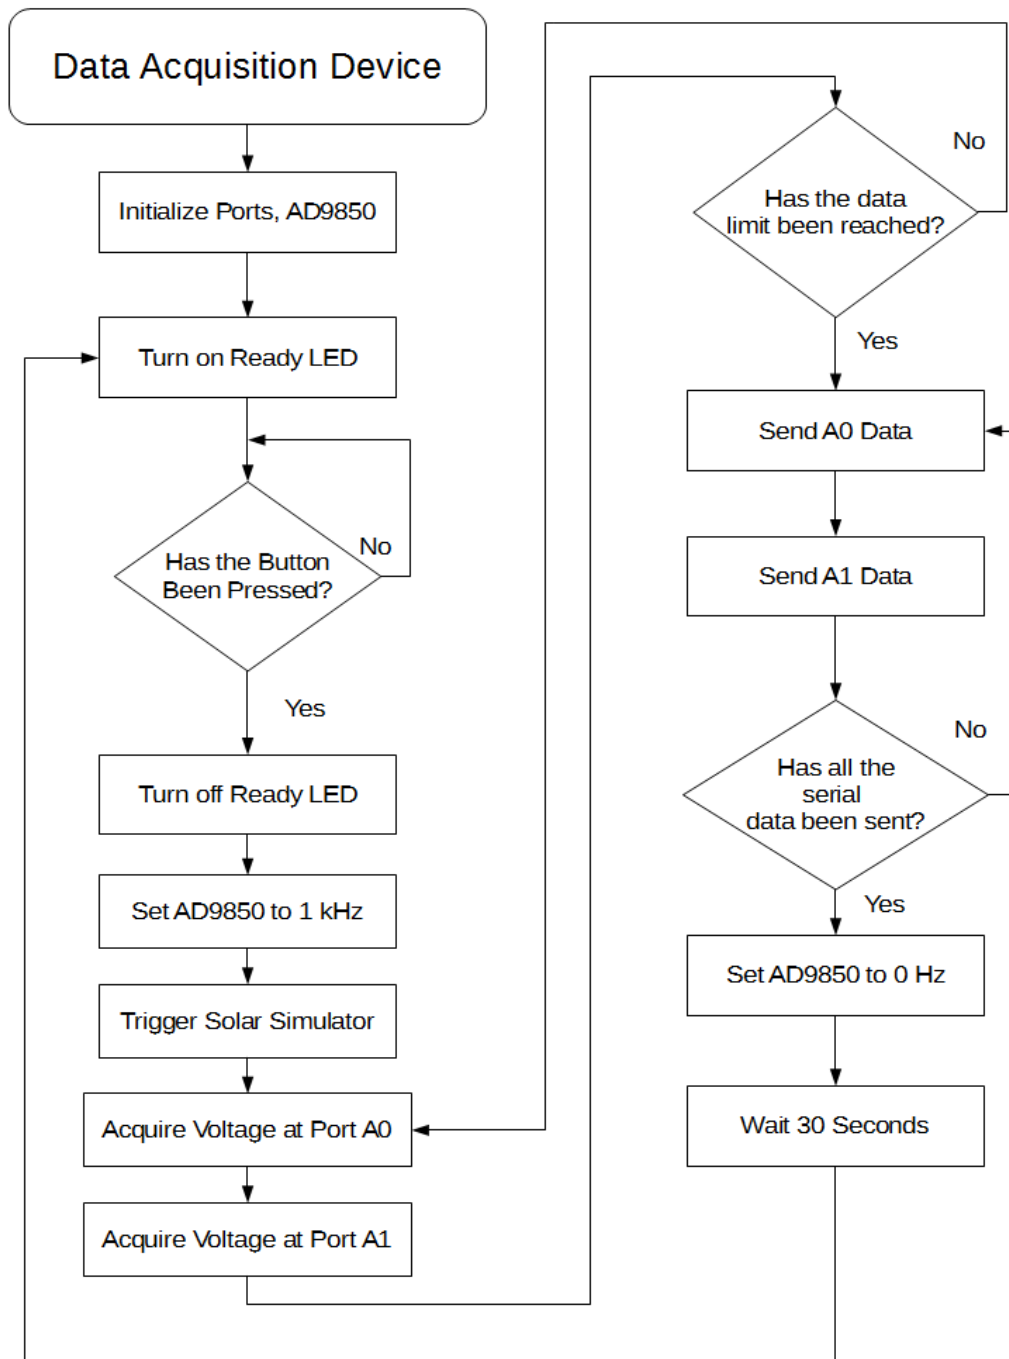 Data Acquisition Device
Initialize Ports, AD9850
Turn on Ready LED
Has the Button
Been Pressed?
No
Yes
Turn off Ready LED
Set AD9850 to 1 kHz
Trigger Solar Simulator
Acquire Voltage at Port A0
Acquire Voltage at Port A1
Has the data
limit been reached?
No
Yes
Send A0 Data
Send A1 Data
Has all the
serial
data been sent?
No
Yes
Set AD9850 to 0 Hz
Wait 30 Seconds